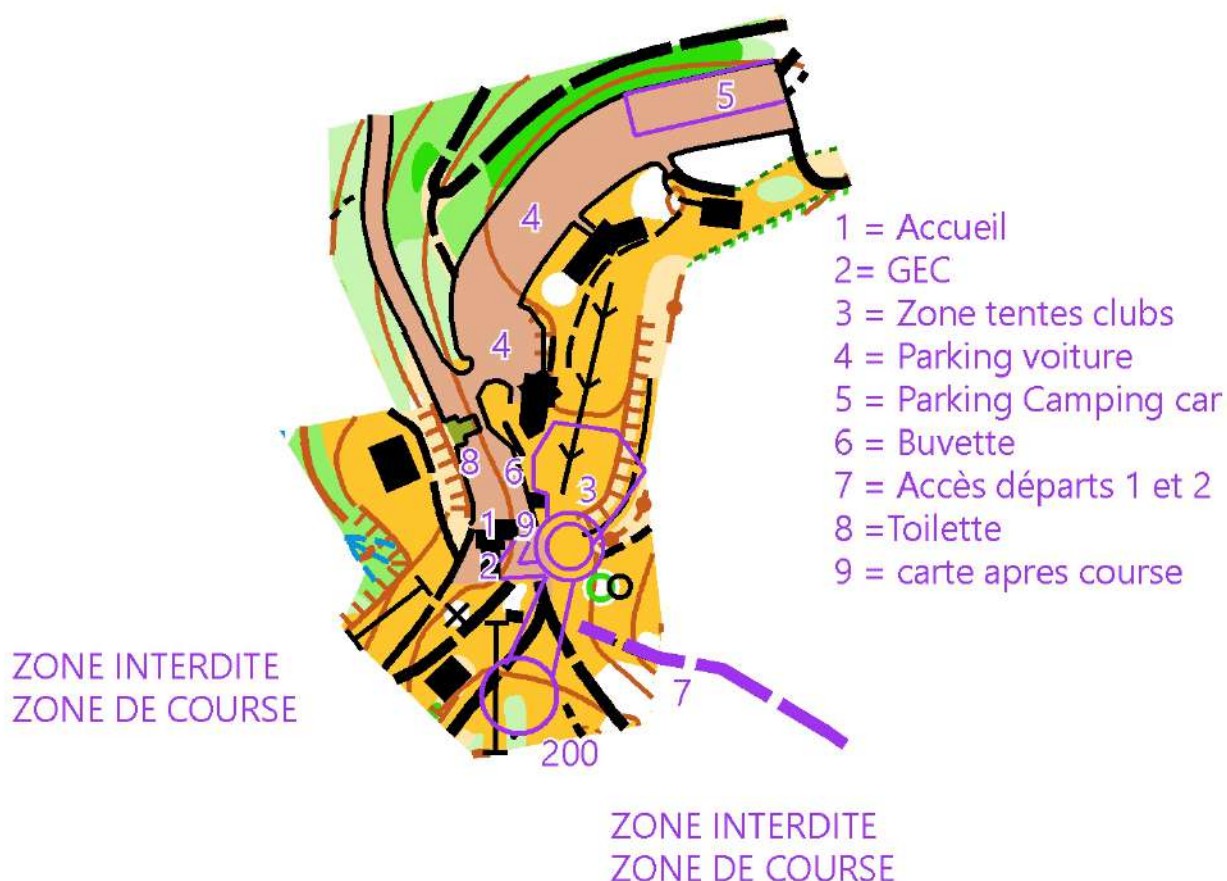 5
4
4
8
6
3
1
9
2
7
200
1 = Accueil
2= GEC
3 = Zone tentes clubs
4 = Parking voiture
5 = Parking Camping car
6 = Buvette
7 = Accès départs 1 et 2
8 =Toilette
9 = carte apres course
ZONE INTERDITE
ZONE DE COURSE
ZONE INTERDITE
ZONE DE COURSE